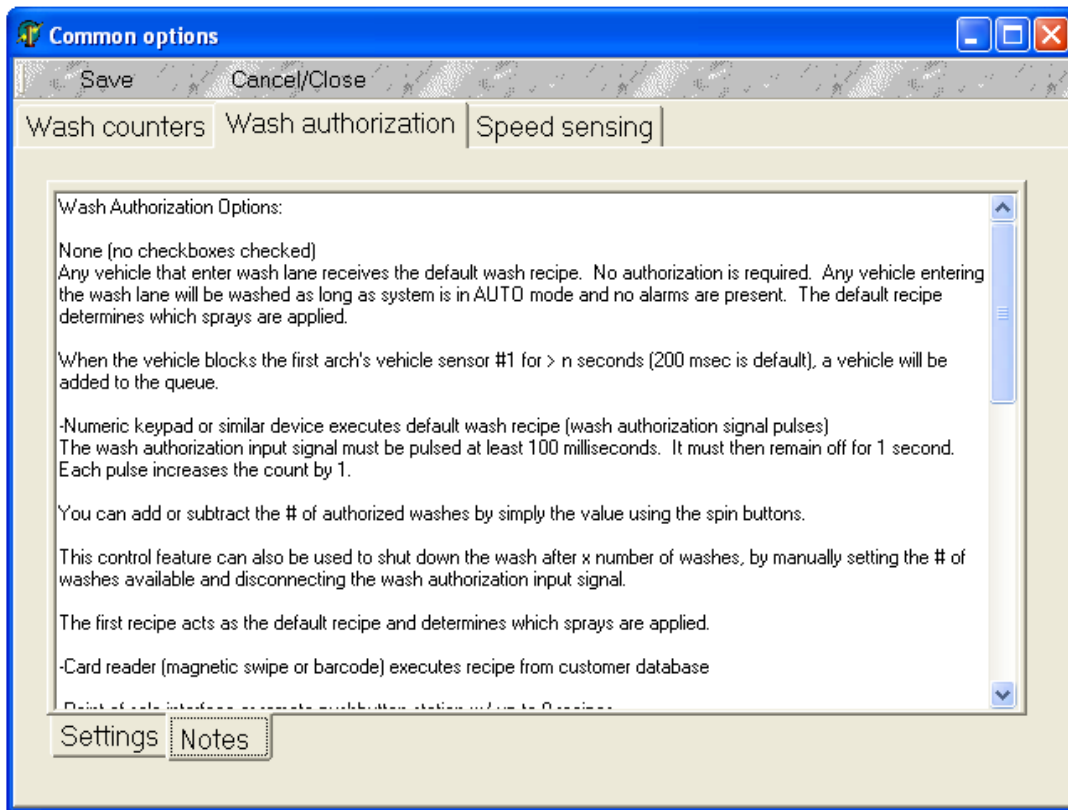 Common options
Save Cancel/Close
Wash counters Wash authorization Speed sensing
Wash Authorization Options:
None (no checkboxes checked)
Any vehicle that enter wash lane receives the default wash recipe. No authorization is required. Any vehicle entering
the wash lane will be washed as long as system is in AUTO mode and no alarms are present. The default recipe
determines which sprays are applied.
When the vehicle blocks the first arch's vehicle sensor #1 for > n seconds (200 msec is default), a vehicle will be
added to the queue.
-Numeric keypad or similar device executes default wash recipe (wash authorization signal pulses)
The wash authorization input signal must be pulsed at least 100 milliseconds. It must then remain off for 1 second.
Each pulse increases the count by 1.
You can add or subtract the # of authorized washes by simply the value using the spin buttons.
This control feature can also be used to shut down the wash after x number of washes, by manually setting the # of
washes available and disconnecting the wash authorization input signal.
The first recipe acts as the default recipe and determines which sprays are applied.
-Card reader (magnetic swipe or barcode) executes recipe from customer database
-Point of sale interface or remote pushbutton station w/ up to
Settings Notes